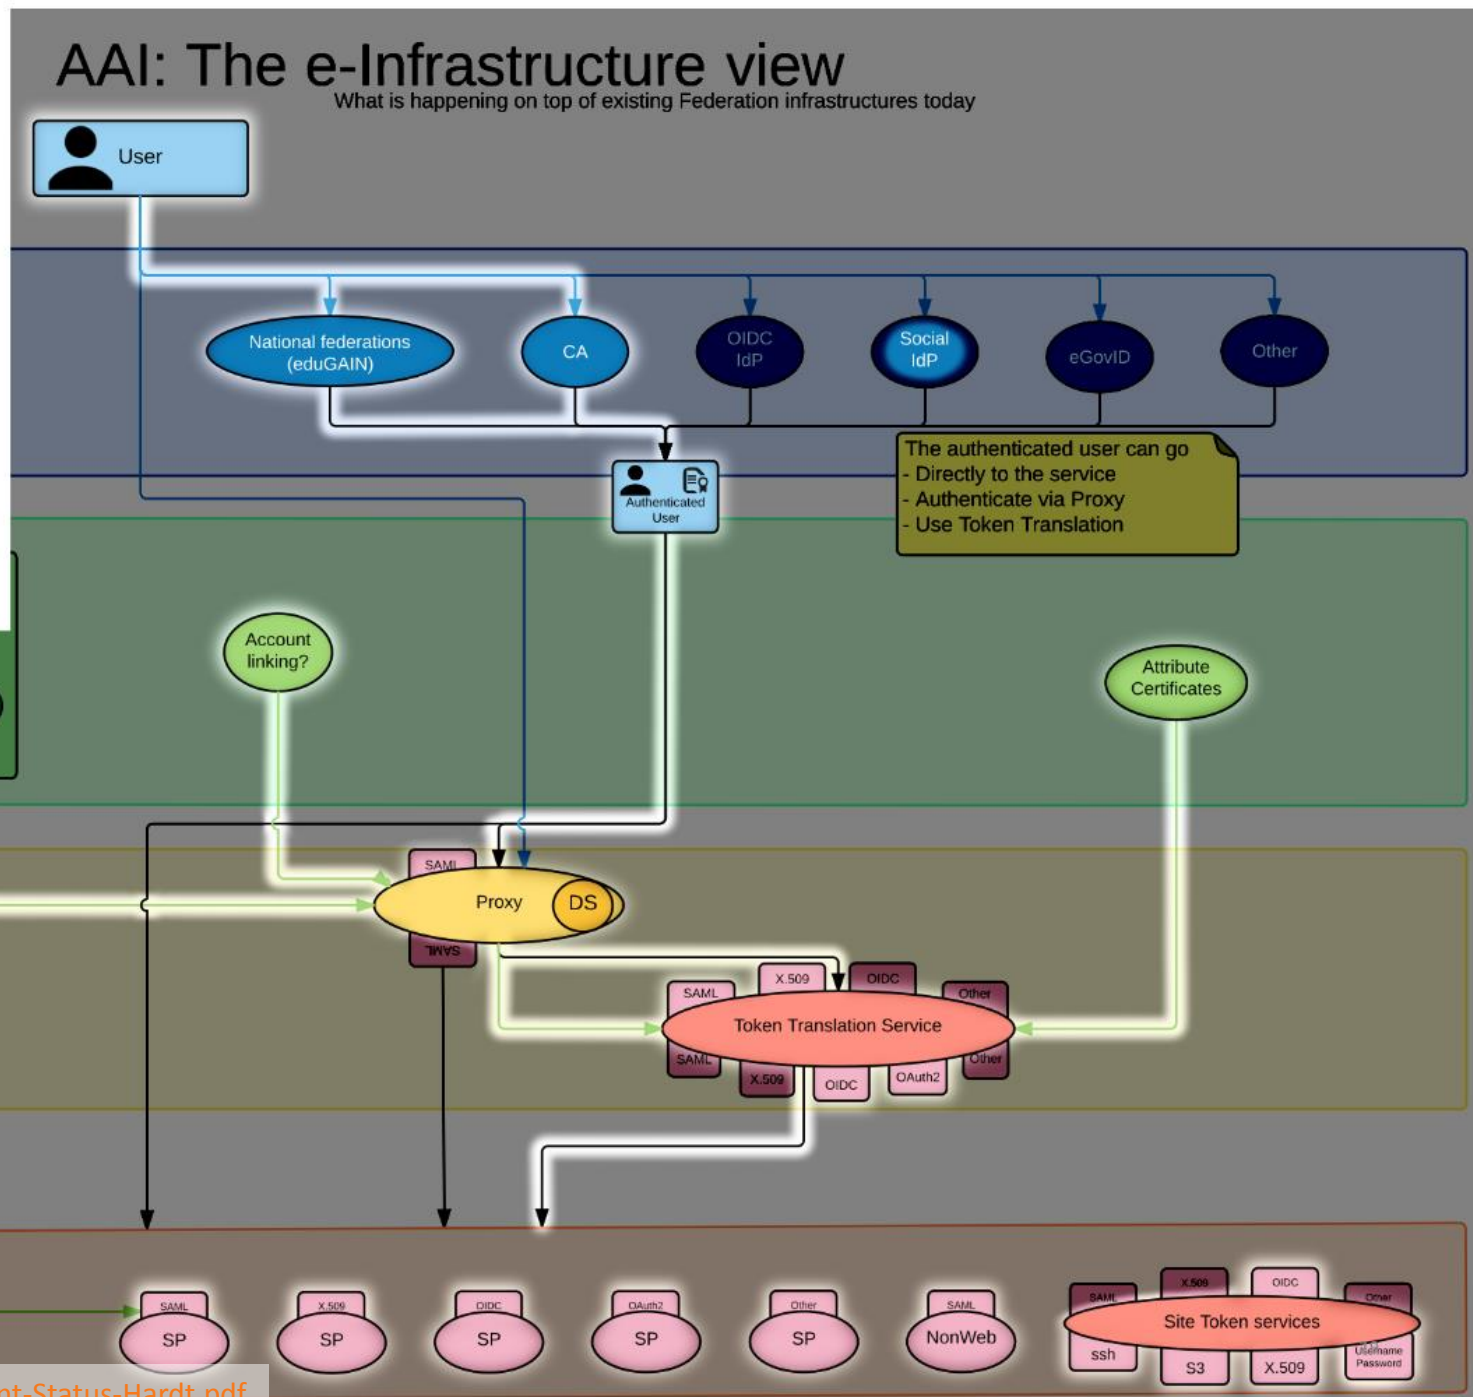 AAI: The e-Infrastructure view
What is happening on top of existing Federation infrastructures today
User
National federations
(eduGAIN)
CA
OIDC
IdP
Social
IdP
eGovID
Other
Authenticated
User
The authenticated user can go
- Directly to the service
- Authenticate via Proxy
- Use Token Translation
Account
linking?
Attribute
Certificates
SAML
Proxy
DS
SAML
SAML
X.509
OIDC
Other
Token Translation Service
SAML
X.509
OIDC
OAuth2
Other
SAML
SP
X.509
SP
OIDC
SP
OAuth2
SP
Other
SP
SAML
NonWeb
SAML
X.509
OIDC
Other
Site Token services
ssh
S3
X.509
Username
Password
nt-Status-Hardt.pdf